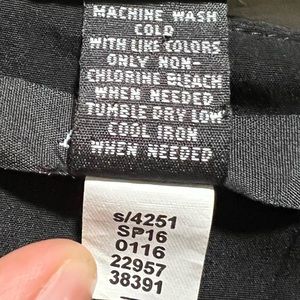 MACHINE WASH
COLD
WITH LIKE COLORS
ONLY NON-
CHLORINE BLEACH
WHEN NEEDED
TUMBLE DRY LOW
COOL IRON
WHEN NEEDED
s/4251
SP16
0116
22957
38391